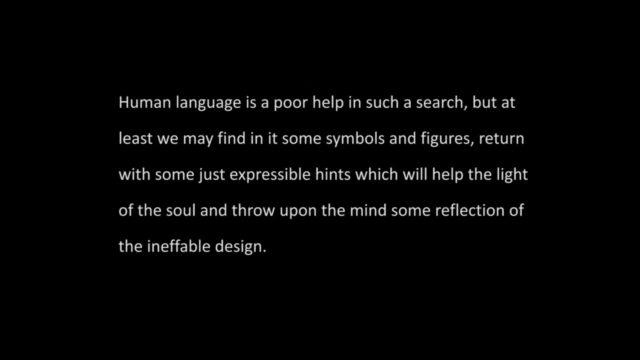 Human language is a poor help in such a search, but at
least we may find in it some symbols and figures, return
with some just expressible hints which will help the light
of the soul and throw upon the mind some reflection of
the ineffable design.